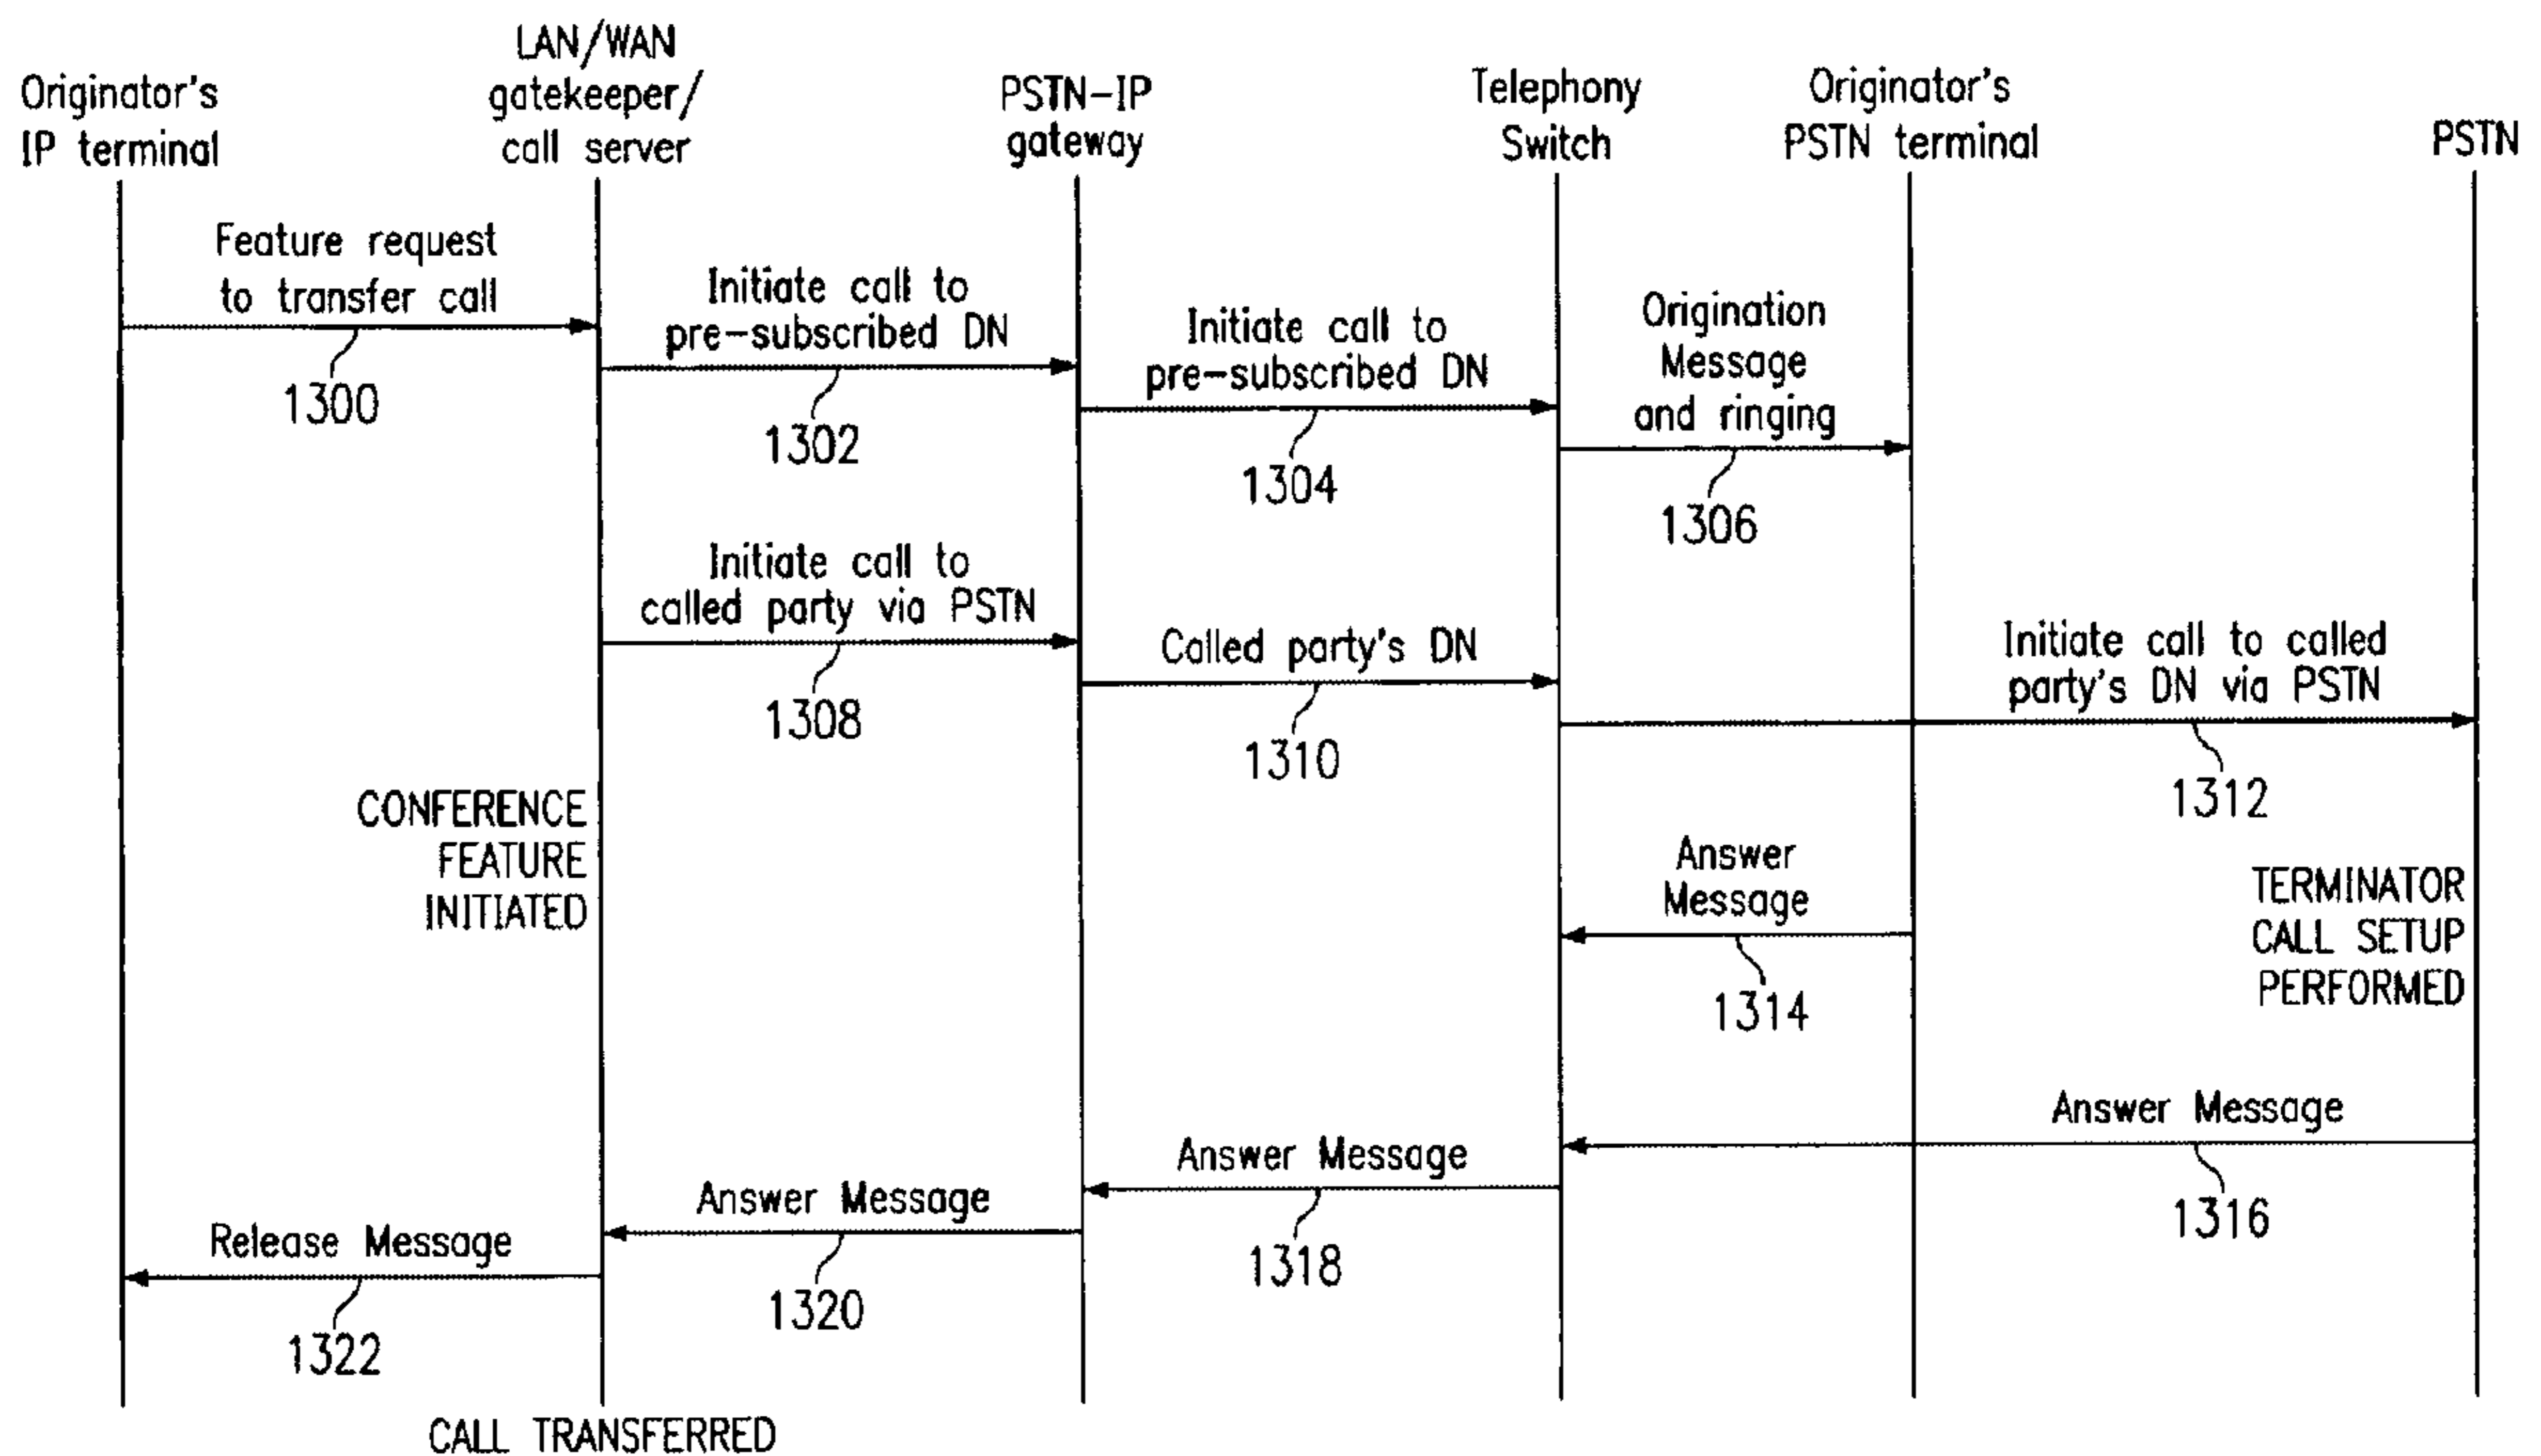 Originator's
IP terminal
LAN/WAN
gatekeeper/
call server
PSTN-IP
gateway
Telephony
Switch
Originator's
PSTN terminal
PSTN
Feature request
to transfer call
1300
Initiate call to
pre-subscribed DN
1302
Initiate call to
pre-subscribed DN
1304
Origination
Message
and ringing
1306
Initiate call to
called party via PSTN
1308
Called party's DN
1310
Initiate call to called
party's DN via PSTN
1312
CONFERENCE
FEATURE
INITIATED
Answer
Message
1314
TERMINATOR
CALL SETUP
PERFORMED
Answer Message
1316
Answer Message
1318
Answer Message
1320
Release Message
1322
CALL TRANSFERRED